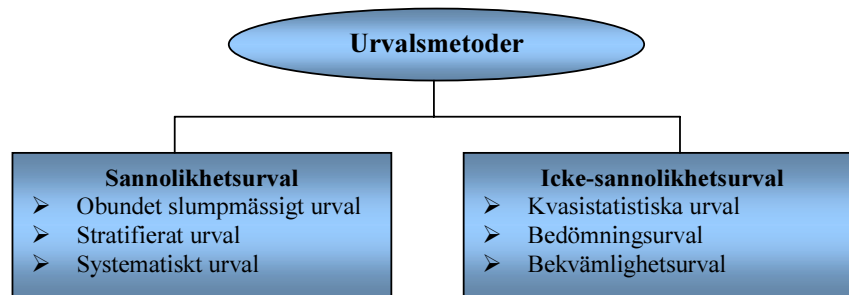 Urvalsmetoder
Sannolikhetsurval
➢ Obundet slumpmässigt urval
➢ Stratifierat urval
➢ Systematiskt urval
Icke-sannolikhetsurval
➢ Kvasistatistiska urval
➢ Bedömningsurval
➢ Bekvämlighetsurval